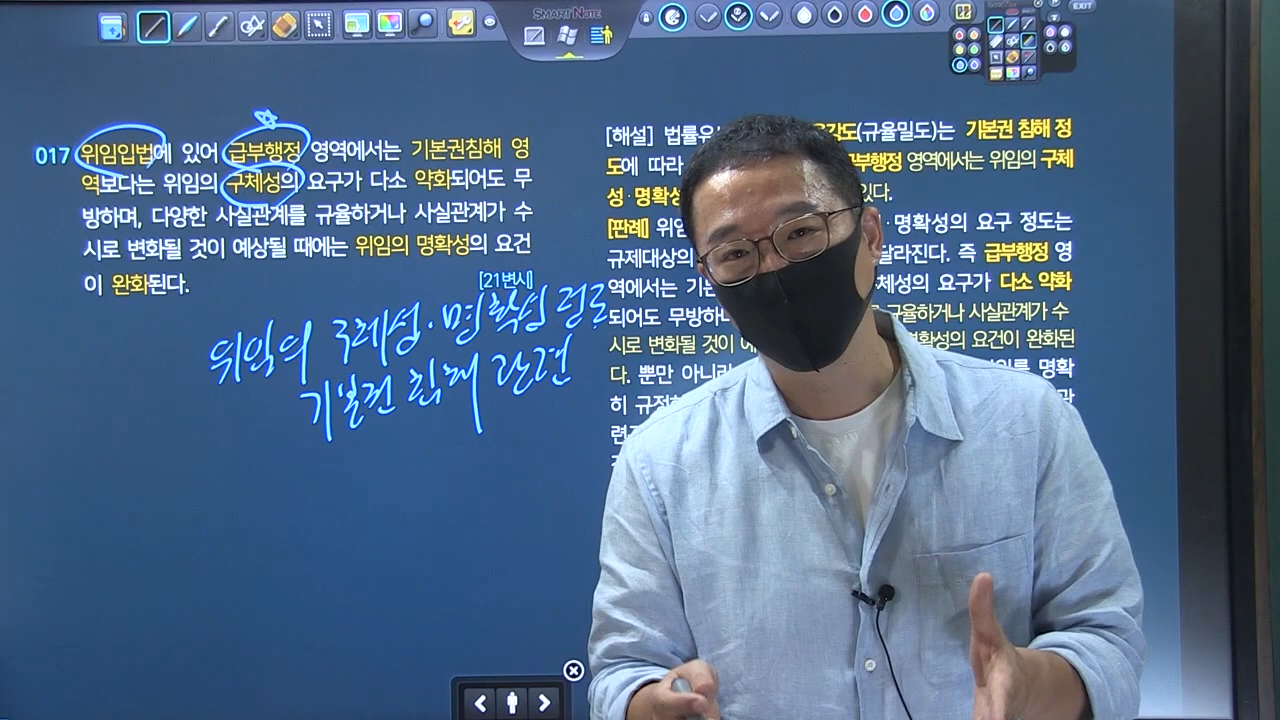 SMART NOTE
EXIT
017 위임입법에 있어 급부행정 영역에서는 기본권침해 영
역보다는 위임의 구체성의 요구가 다소 약화되어도 무
방하며, 다양한 사실관계를 규율하거나 사실관계가 수
시로 변화될 것이 예상될 때에는 위임의 명확성의 요건
이 완화된다.
[21변시]
위임의 구체성·명확성 정도
기본권 침해 관련
[해설] 법률유 (규율밀도)는 기본권 침해 정
도에 따라 급부행정 영역에서는 위임의 구체
성·명확성 있다.
[판례] 위임 명확성의 요구 정도는
규제대상의 달라진다. 즉 급부행정 영
역에서는 기본 구체성의 요구가 다소 약화
되어도 무방하며 규율하거나 사실관계가 수
시로 변화될 것이 예 명확성의 요건이 완화된
다. 뿐만 아니라 명확
히 규정하 관
련